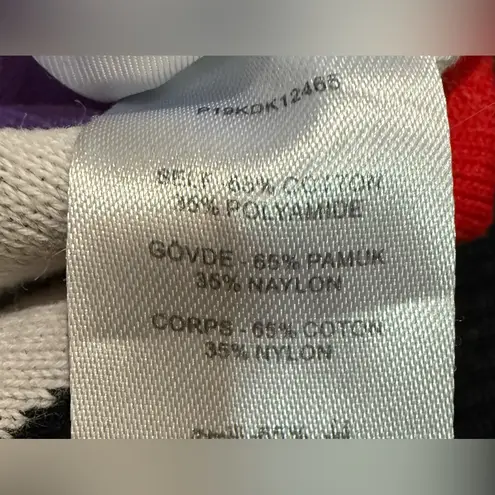 P19KDK12465
SELF - 65% COTTON
35% POLYAMIDE
GÖVDE - 65% PAMUK
35% NAYLON
CORPS - 65% COTON
35% NYLON